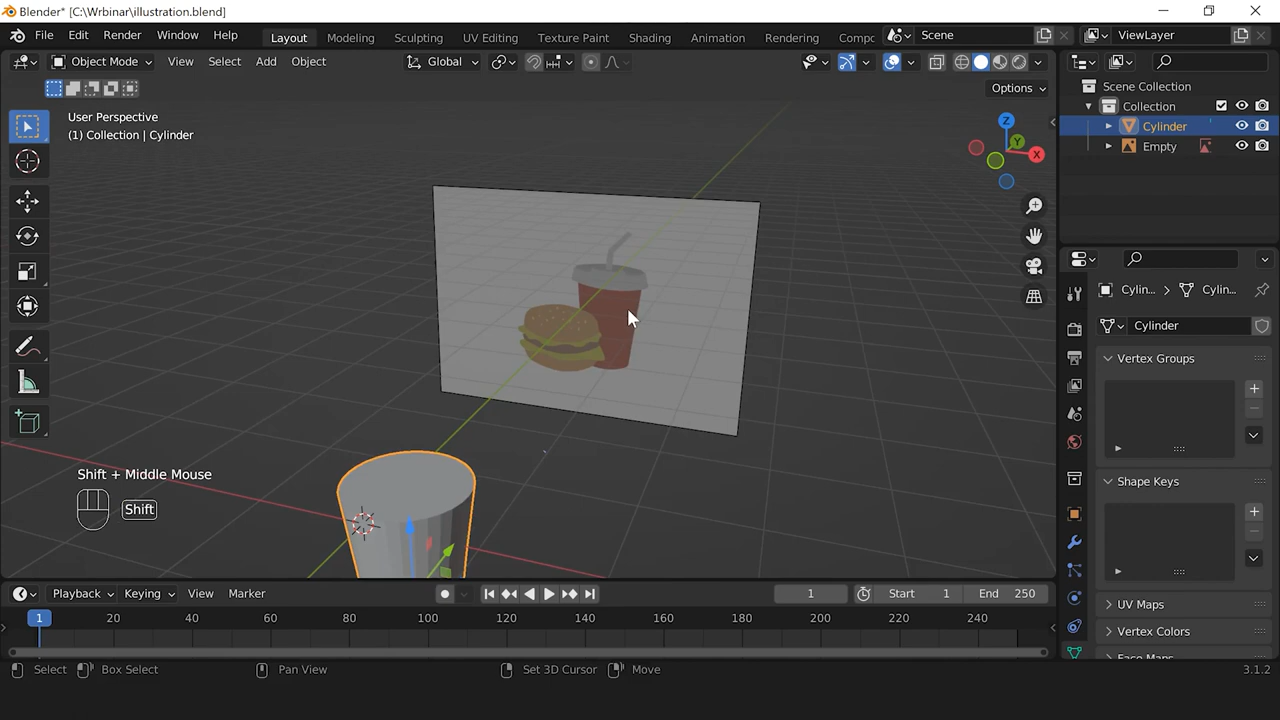 Blender* [C:\Wrbinar\illustration.blend]
File Edit Render Window Help Layout Modeling Sculpting UV Editing Texture Paint Shading Animation Rendering Compc Scene ViewLayer
Object Mode View Select Add Object Global
Options
User Perspective
(1) Collection | Cylinder
Z
Y
X
Scene Collection
Collection
Cylinder
Empty
Cylin... > Cylin...
Cylinder
Vertex Groups
Shape Keys
UV Maps
Vertex Colors
Face Maps
Shift + Middle Mouse
Shift
Playback Keying View Marker 1 Start 1 End 250
1 20 40 60 80 100 120 140 160 180 200 220 240
Select Box Select Pan View Set 3D Cursor Move 3.1.2